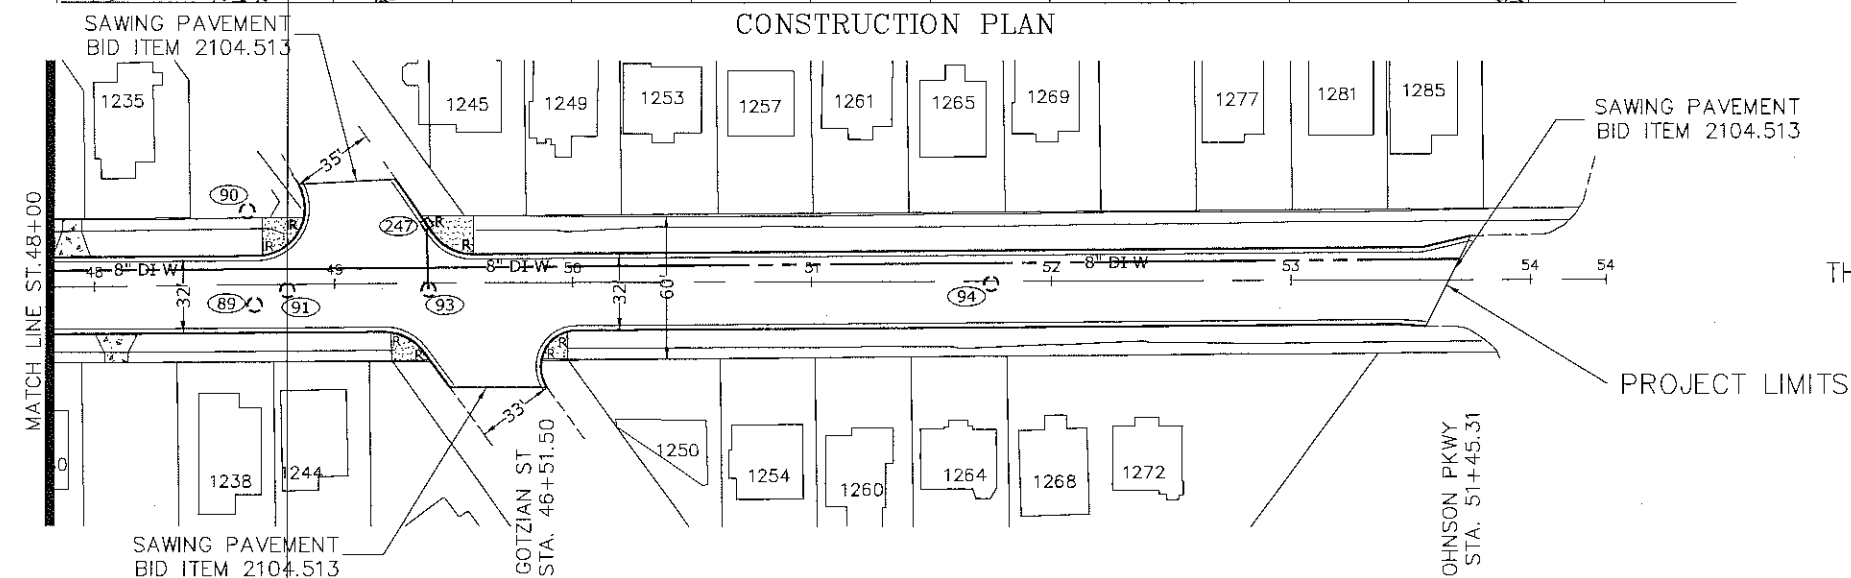 CONSTRUCTION PLAN
SAWING PAVEMENT
BID ITEM 2104.513
1235
1245
1249
1253
1257
1261
1265
1269
1277
1281
1285
SAWING PAVEMENT
BID ITEM 2104.513
35'
90
247
R
R
R
R
MATCH LINE ST.48+00
48
8" DI W
49
8" DI W
50
51
52
8" DI W
53
54
54
TH
32'
32'
60'
89
91
93
94
R
R
R
PROJECT LIMITS
33'
0
1238
1244
1250
1254
1260
1264
1268
1272
GOTZIAN ST
STA. 46+51.50
OHNSON PKWY
STA. 51+45.31
SAWING PAVEMENT
BID ITEM 2104.513